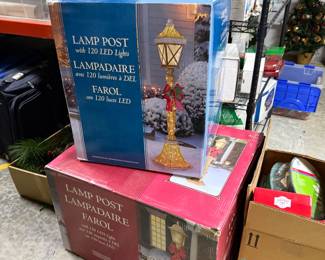 LAMP POST
with 120 LED Lights
LAMPADAIRE
avec 120 lumières à DEL
FAROL
con 120 luces LED
LAMP POST
LAMPADAIRE
FAROL
11